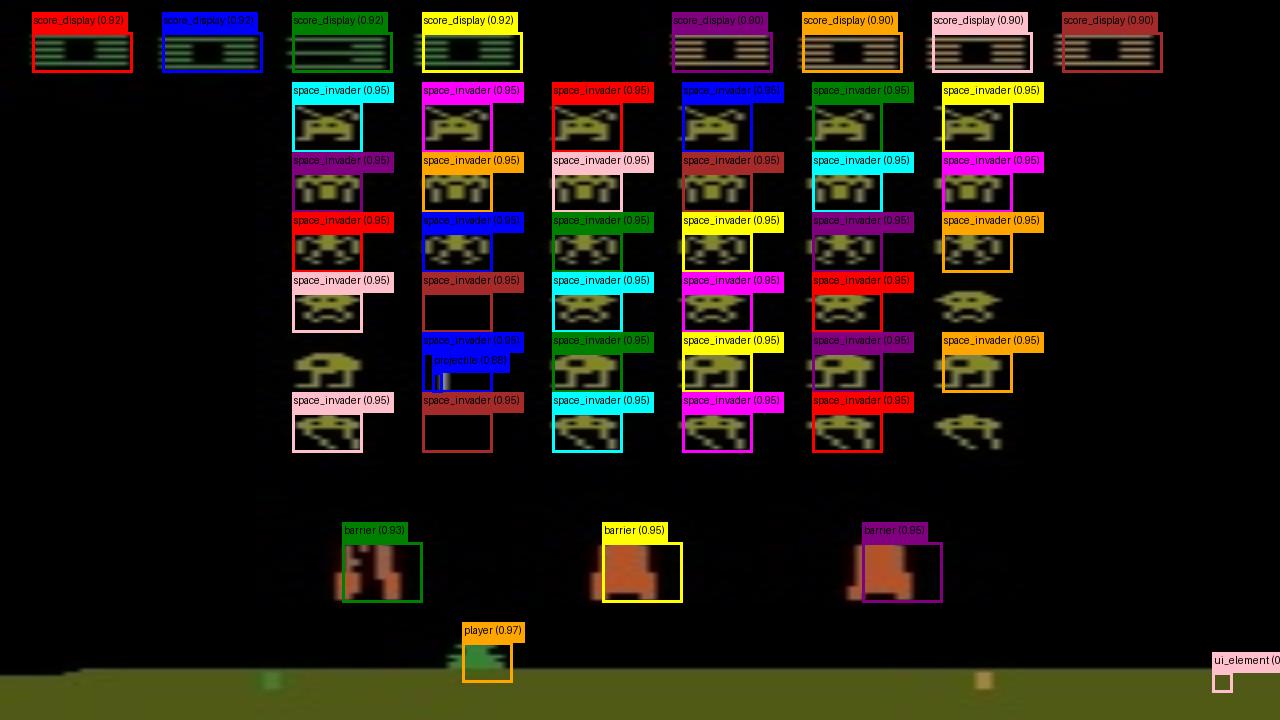 score_display (0.92) score_display (0.92) score_display (0.92) score_display (0.92) score_display (0.90) score_display (0.90) score_display (0.90) score_display (0.90)
space_invader (0.95) space_invader (0.95) space_invader (0.95) space_invader (0.95) space_invader (0.95) space_invader (0.95)
space_invader (0.95) space_invader (0.95) space_invader (0.95) space_invader (0.95) space_invader (0.95) space_invader (0.95)
space_invader (0.95) space_invader (0.95) space_invader (0.95) space_invader (0.95) space_invader (0.95) space_invader (0.95)
space_invader (0.95) space_invader (0.95) space_invader (0.95) space_invader (0.95) space_invader (0.95)
space_invader (0.95) space_invader (0.95) space_invader (0.95) space_invader (0.95) space_invader (0.95)
projectile (0.88)
space_invader (0.95) space_invader (0.95) space_invader (0.95) space_invader (0.95) space_invader (0.95)
barrier (0.93) barrier (0.95) barrier (0.95)
player (0.97)
ui_element (0